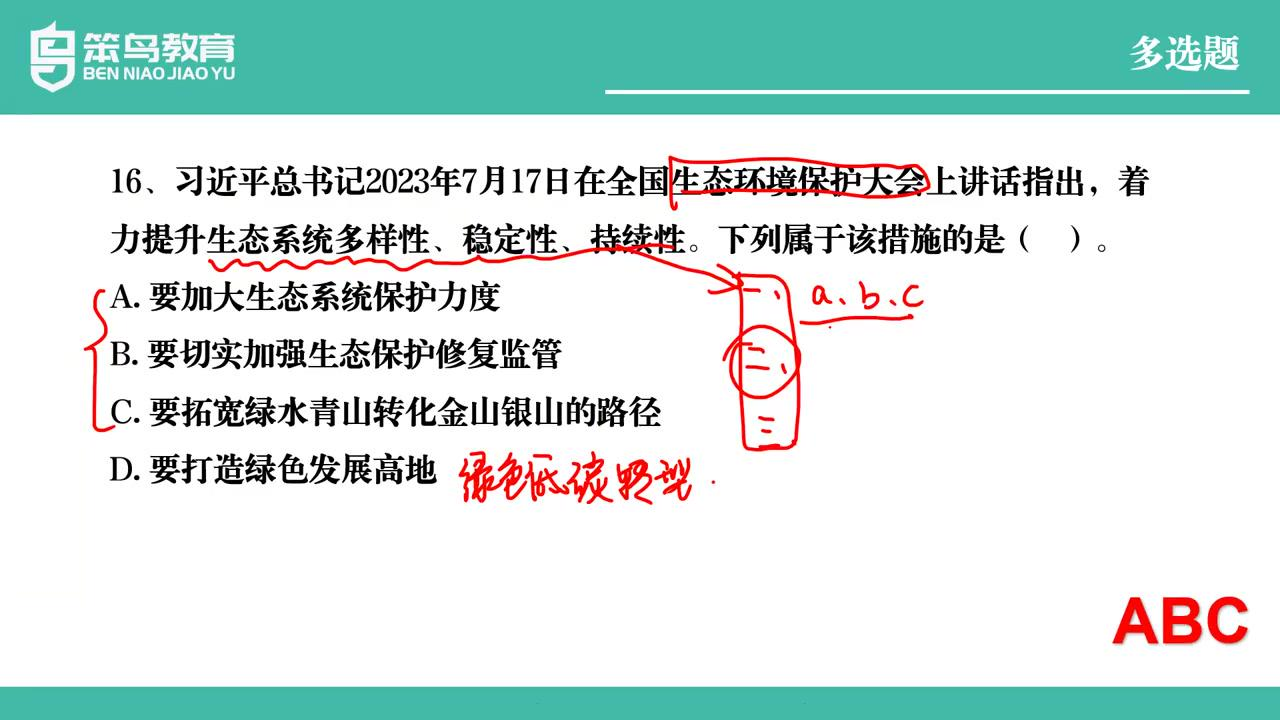 笨鸟教育
BEN NIAO JIAO YU
多选题
16、习近平总书记2023年7月17日在全国生态环境保护大会上讲话指出，着
力提升生态系统多样性、稳定性、持续性。下列属于该措施的是（ ）。
A. 要加大生态系统保护力度
一、 a、b、c
B. 要切实加强生态保护修复监管
二、
C. 要拓宽绿水青山转化金山银山的路径
三
D. 要打造绿色发展高地 绿色低碳转型
ABC